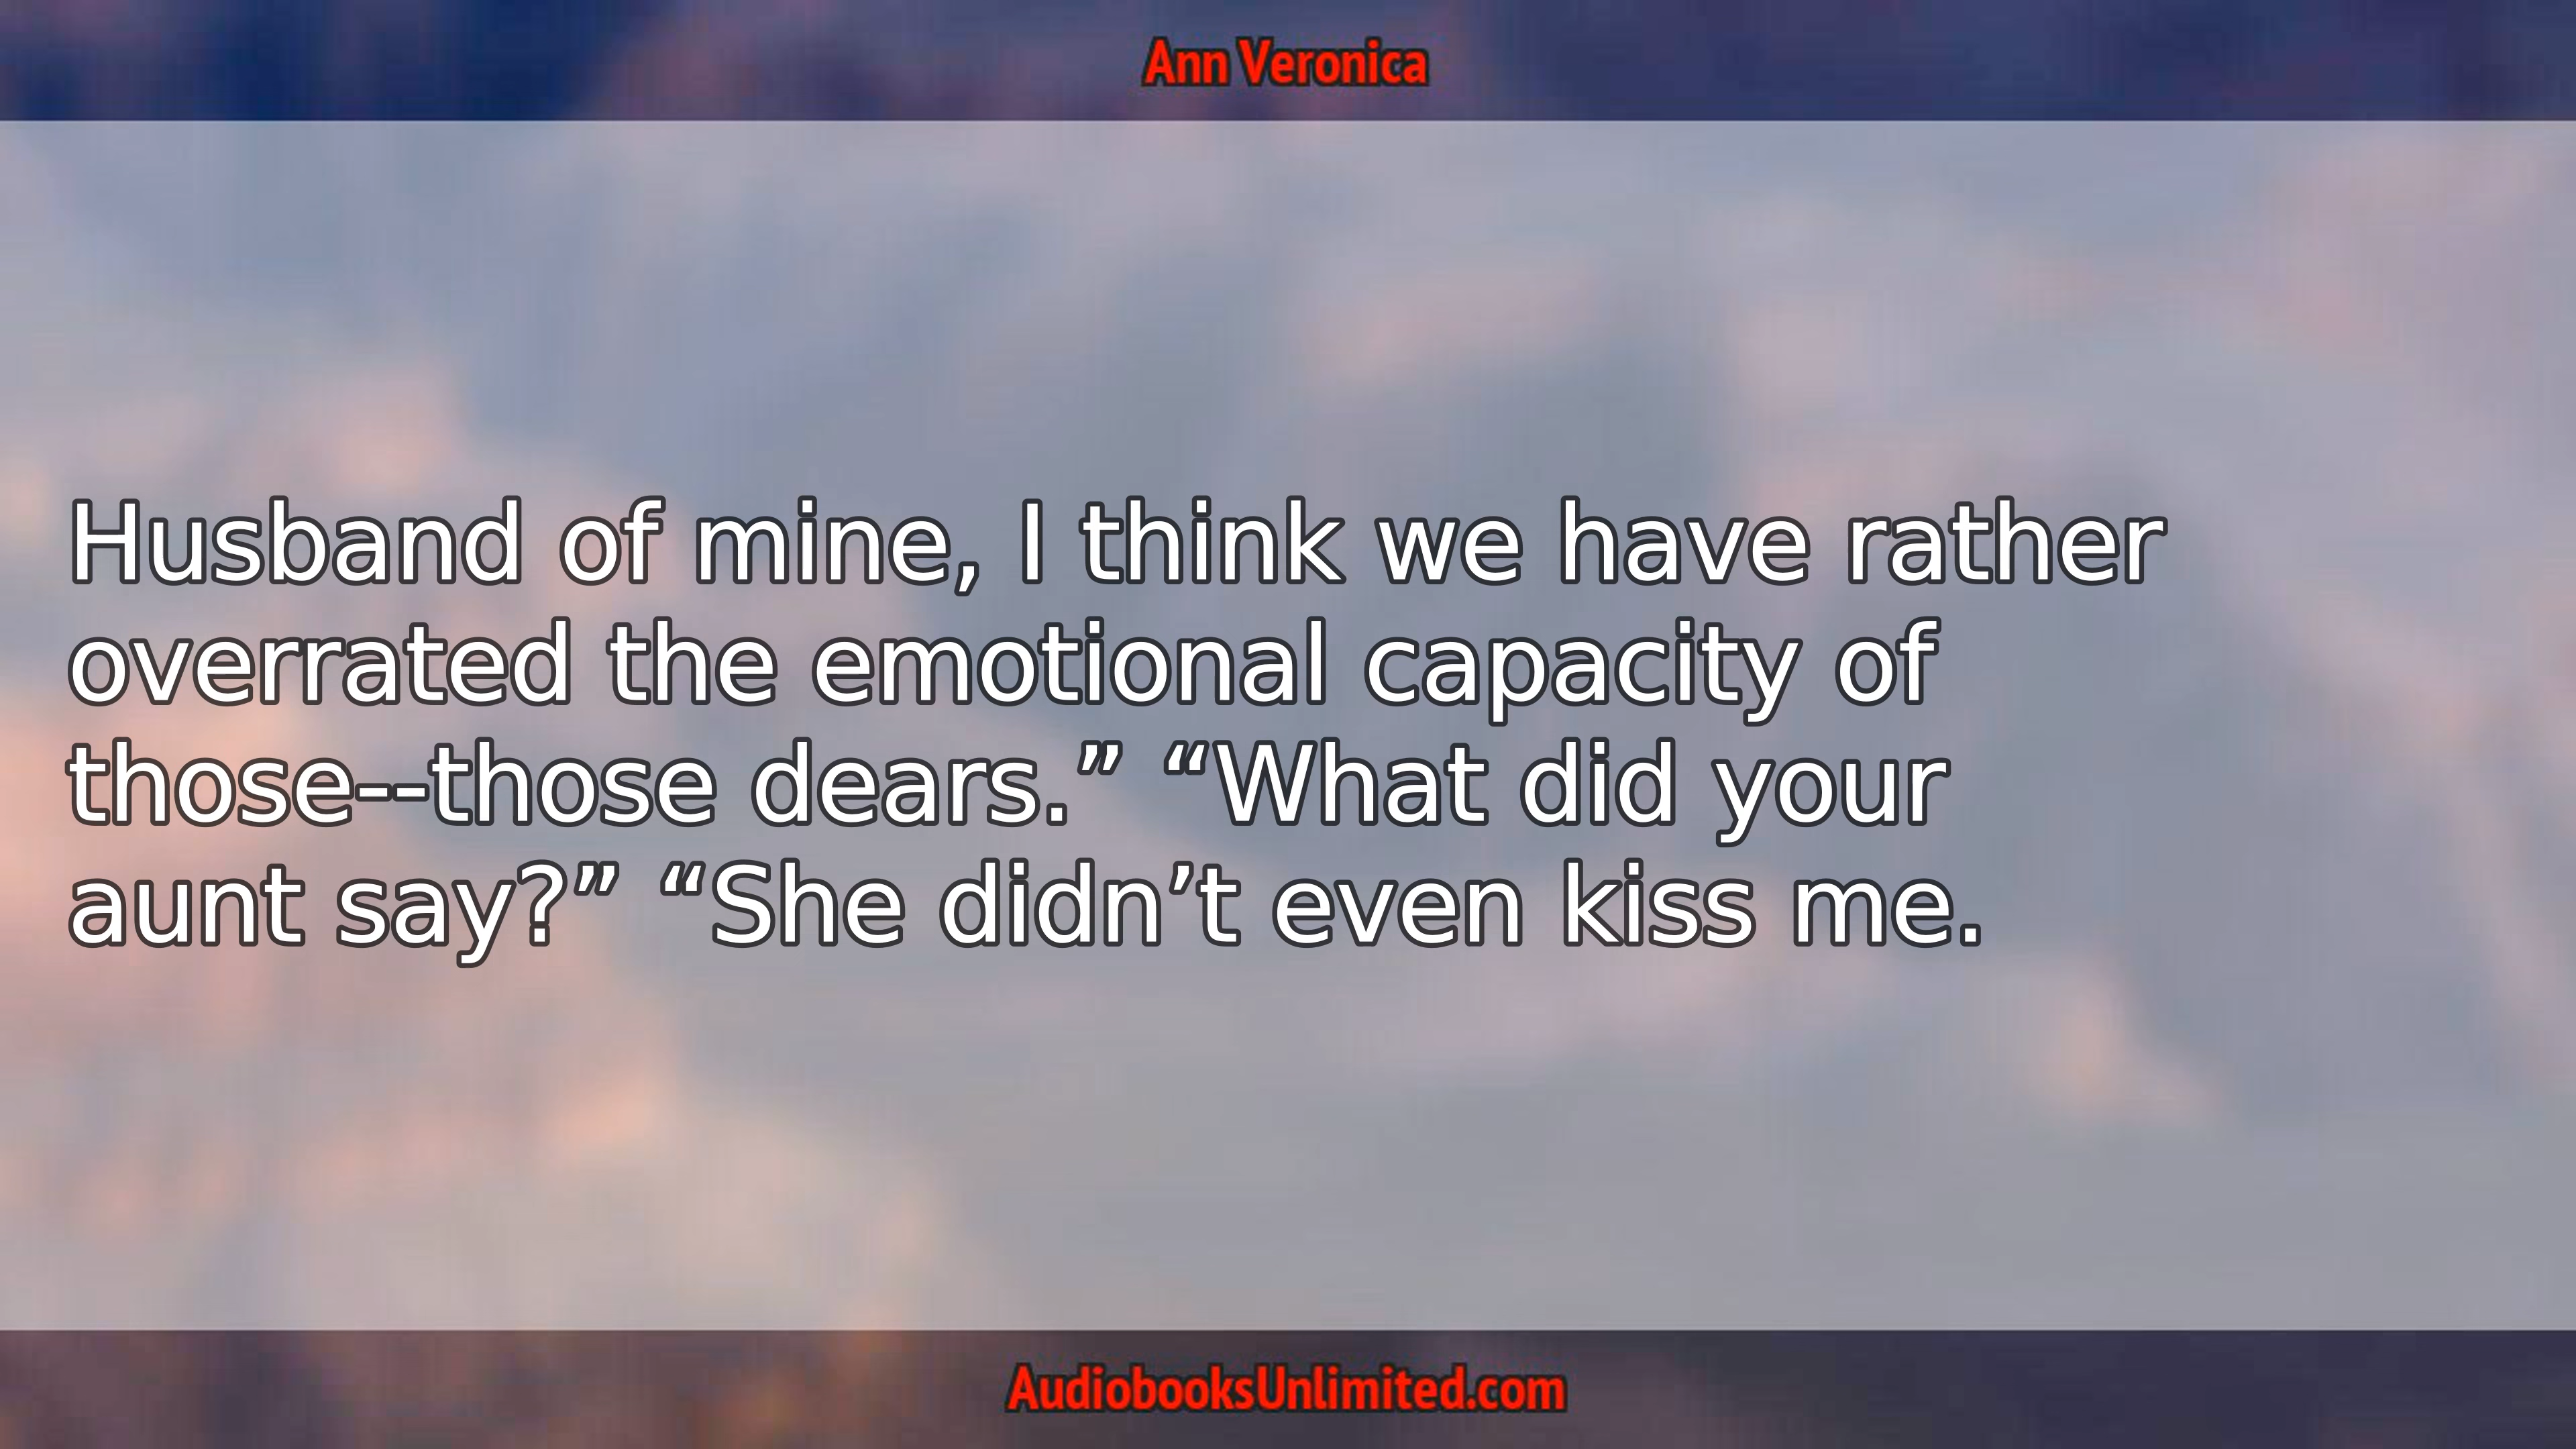 Ann Veronica
Husband of mine, I think we have rather
overrated the emotional capacity of
those--those dears.” “What did your
aunt say?” “She didn’t even kiss me.
AudiobooksUnlimited.com